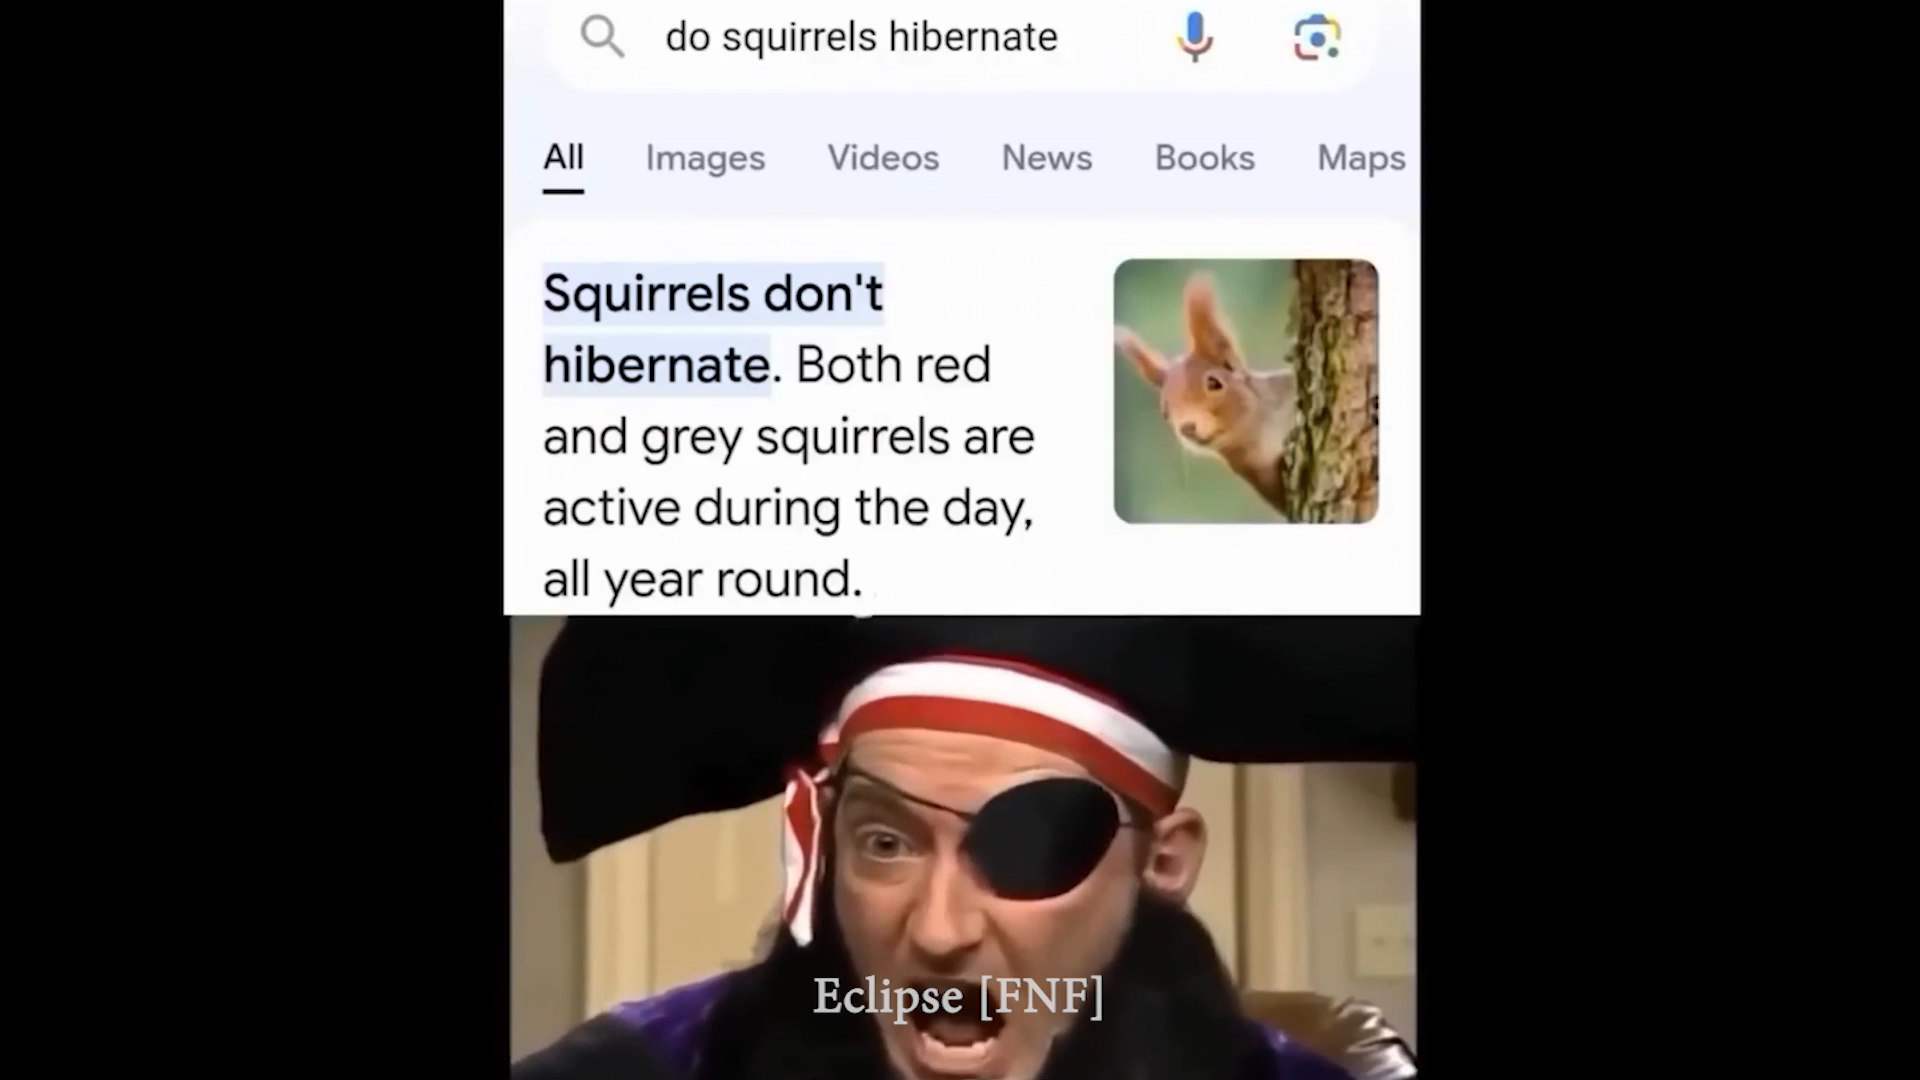 do squirrels hibernate
All Images Videos News Books Maps
Squirrels don't
hibernate. Both red
and grey squirrels are
active during the day,
all year round.
Eclipse [FNF]